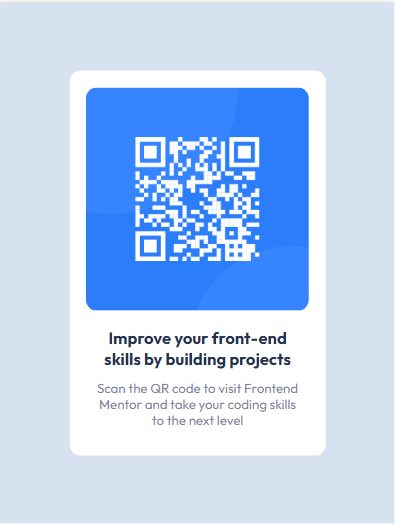 Improve your front-end
skills by building projects
Scan the QR code to visit Frontend
Mentor and take your coding skills
to the next level